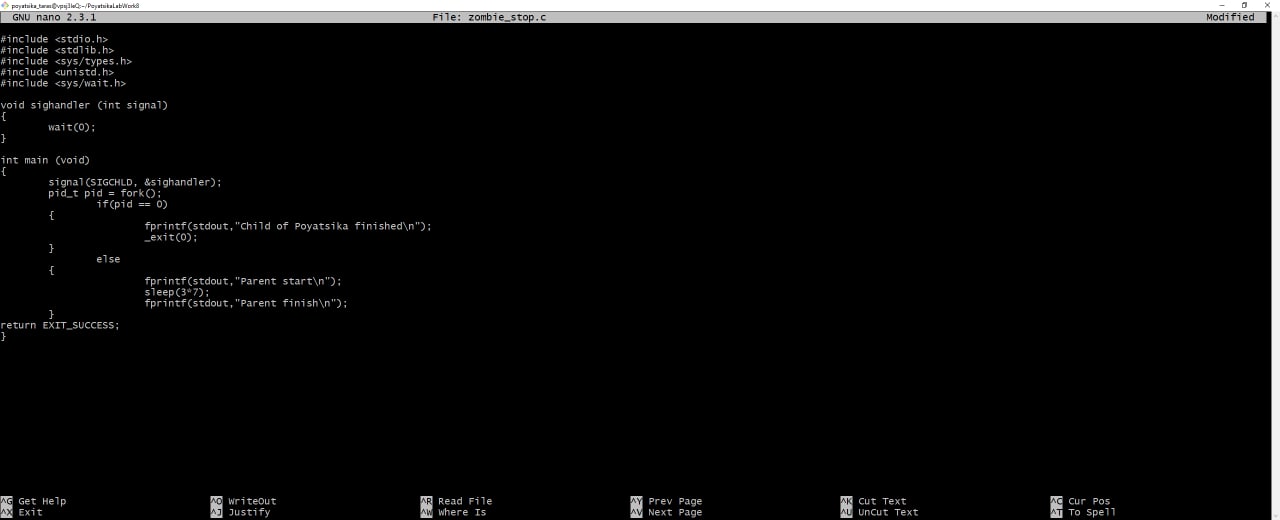 poyatsika_taras@vpsj3IeQ:~/PoyatsikaLabWork8
GNU nano 2.3.1 File: zombie_stop.c Modified
#include <stdio.h>
#include <stdlib.h>
#include <sys/types.h>
#include <unistd.h>
#include <sys/wait.h>
void sighandler (int signal)
{
wait(0);
}
int main (void)
{
signal(SIGCHLD, &sighandler);
pid_t pid = fork();
if(pid == 0)
{
fprintf(stdout,"Child of Poyatsika finished\n");
_exit(0);
}
else
{
fprintf(stdout,"Parent start\n");
sleep(3*7);
fprintf(stdout,"Parent finish\n");
}
return EXIT_SUCCESS;
}
^G Get Help ^O WriteOut ^R Read File ^Y Prev Page ^K Cut Text ^C Cur Pos
^X Exit ^J Justify ^W Where Is ^V Next Page ^U UnCut Text ^T To Spell